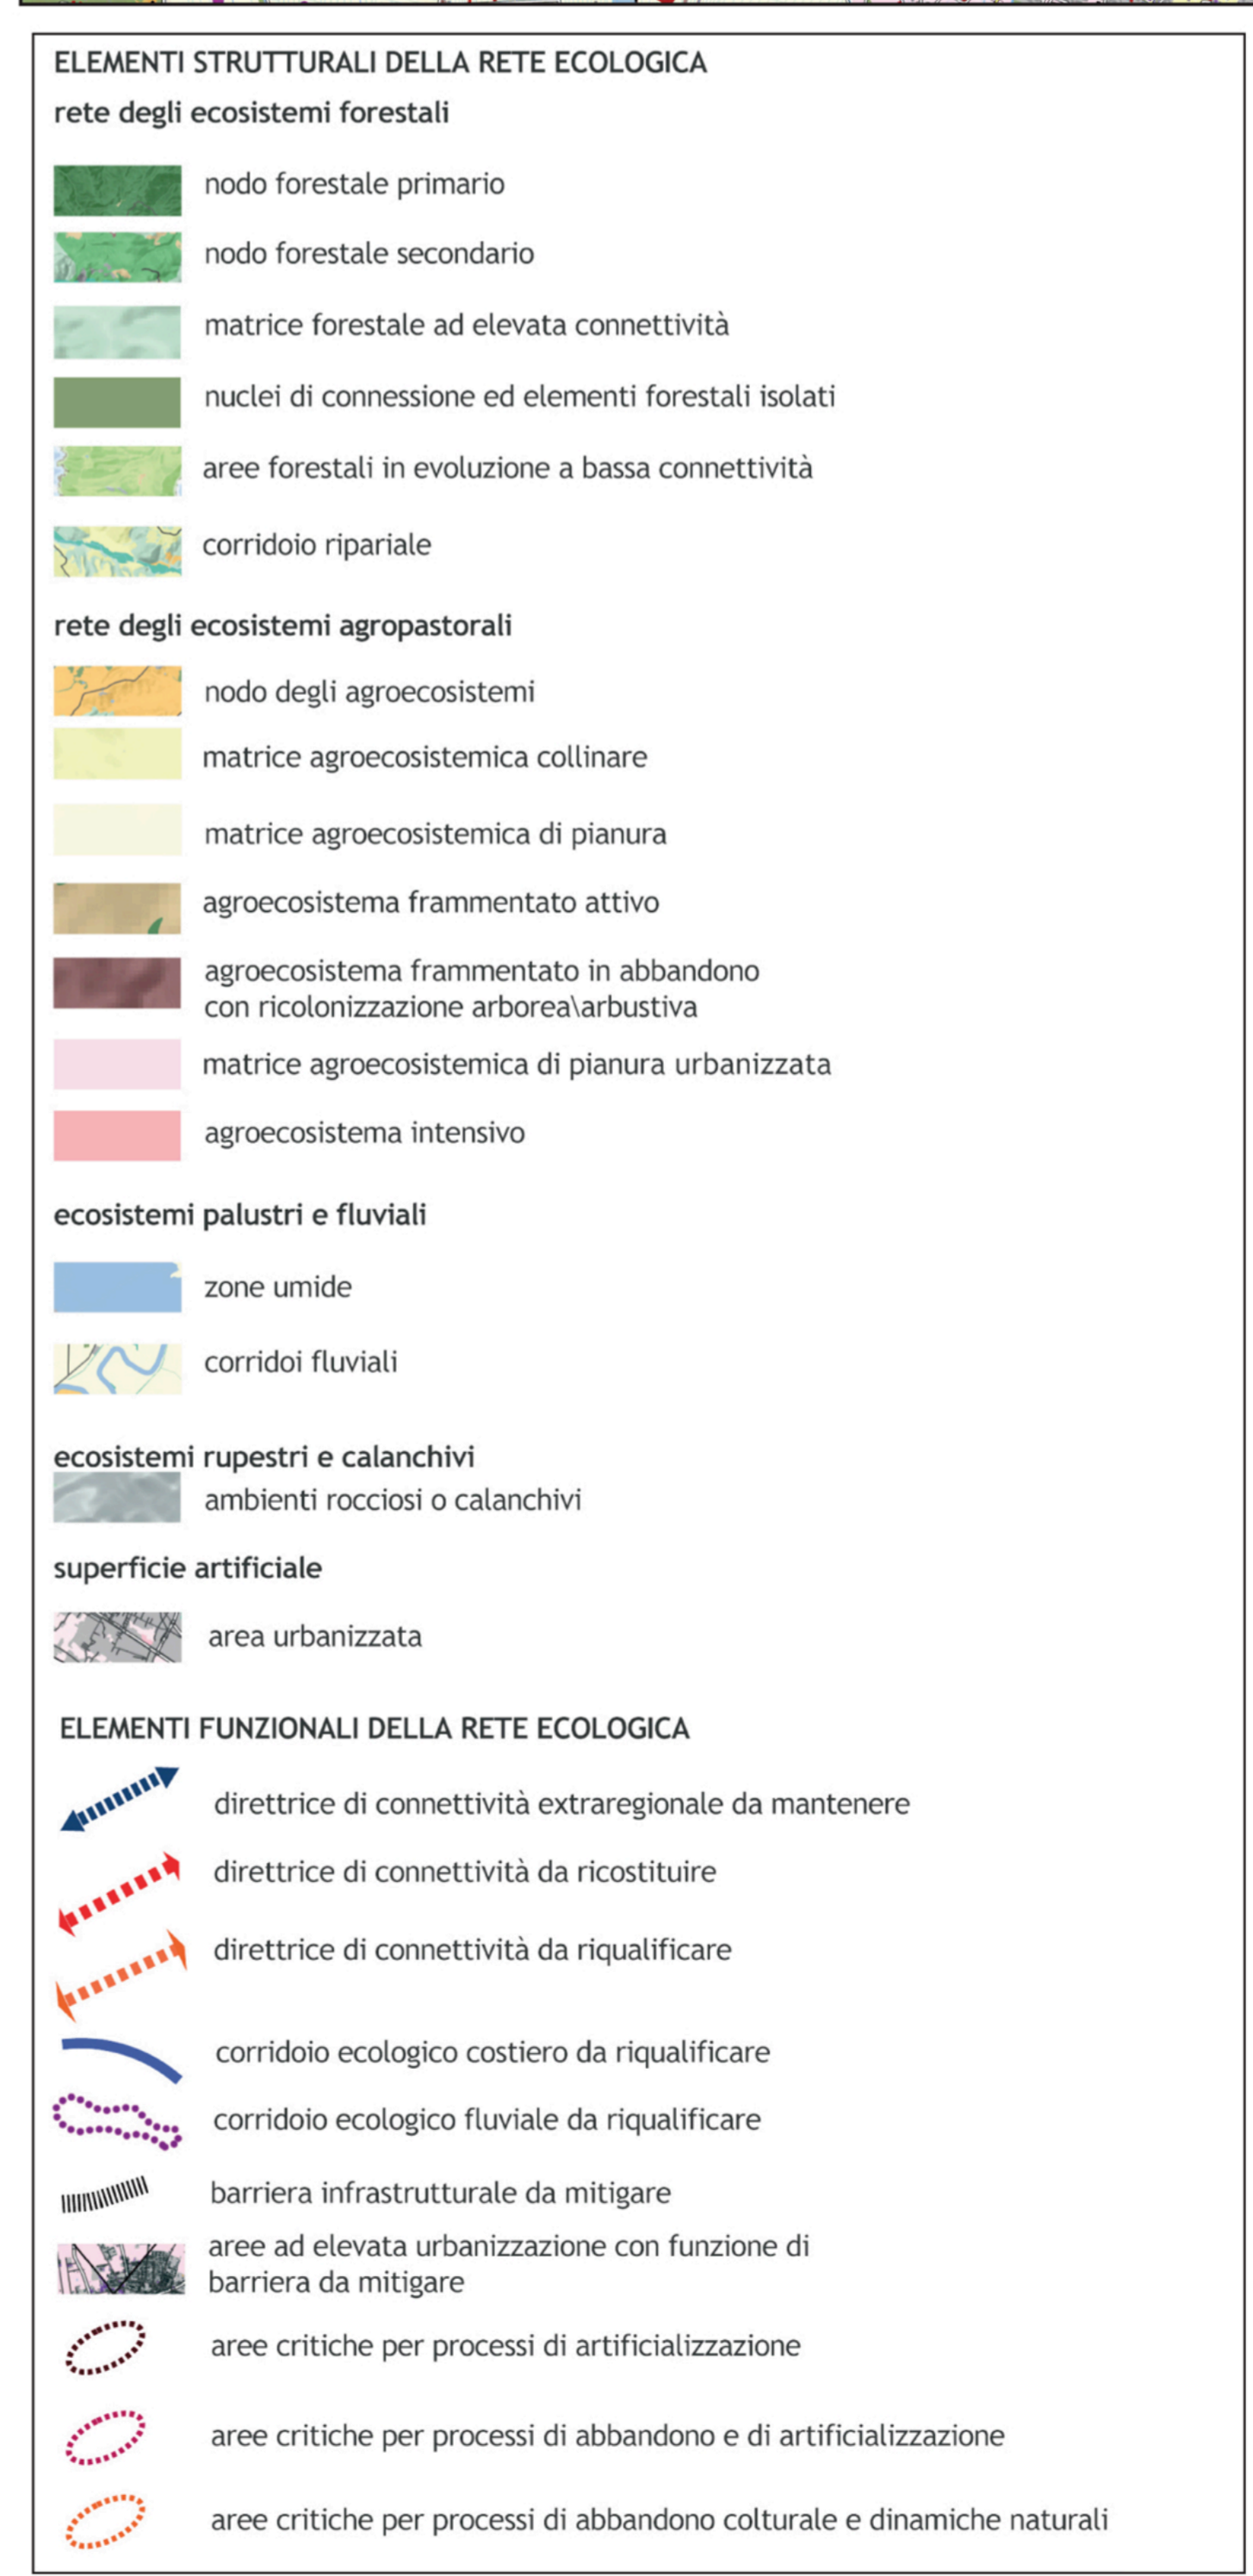 ELEMENTI STRUTTURALI DELLA RETE ECOLOGICA
rete degli ecosistemi forestali
nodo forestale primario
nodo forestale secondario
matrice forestale ad elevata connettività
nuclei di connessione ed elementi forestali isolati
aree forestali in evoluzione a bassa connettività
corridoio ripariale
rete degli ecosistemi agropastorali
nodo degli agroecosistemi
matrice agroecosistemica collinare
matrice agroecosistemica di pianura
agroecosistema frammentato attivo
agroecosistema frammentato in abbandono
con ricolonizzazione arborea\arbustiva
matrice agroecosistemica di pianura urbanizzata
agroecosistema intensivo
ecosistemi palustri e fluviali
zone umide
corridoi fluviali
ecosistemi rupestri e calanchivi
ambienti rocciosi o calanchivi
superficie artificiale
area urbanizzata
ELEMENTI FUNZIONALI DELLA RETE ECOLOGICA
direttrice di connettività extraregionale da mantenere
direttrice di connettività da ricostituire
direttrice di connettività da riqualificare
corridoio ecologico costiero da riqualificare
corridoio ecologico fluviale da riqualificare
barriera infrastrutturale da mitigare
aree ad elevata urbanizzazione con funzione di
barriera da mitigare
aree critiche per processi di artificializzazione
aree critiche per processi di abbandono e di artificializzazione
aree critiche per processi di abbandono colturale e dinamiche naturali